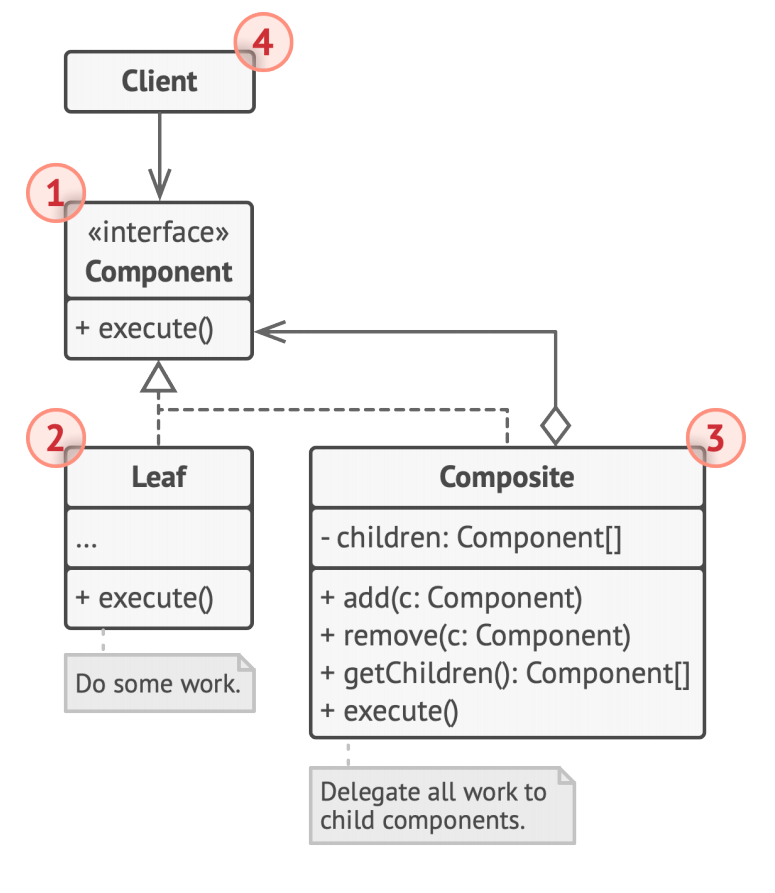 4
Client
1
«interface»
Component
+ execute()
2
Leaf
...
+ execute()
Do some work.
3
Composite
- children: Component[]
+ add(c: Component)
+ remove(c: Component)
+ getChildren(): Component[]
+ execute()
Delegate all work to
child components.